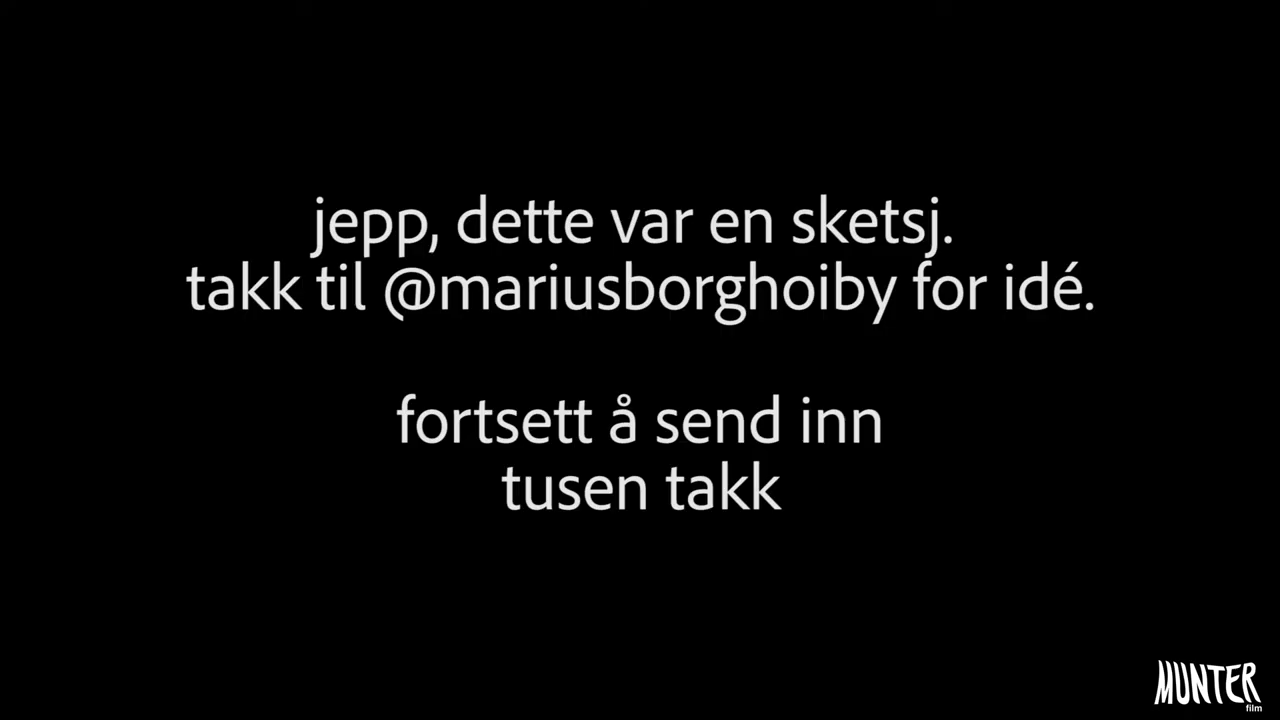 jepp, dette var en sketsj.
takk til @mariusborghoiby for idé.
fortsett å send inn
tusen takk
MUNTER
film